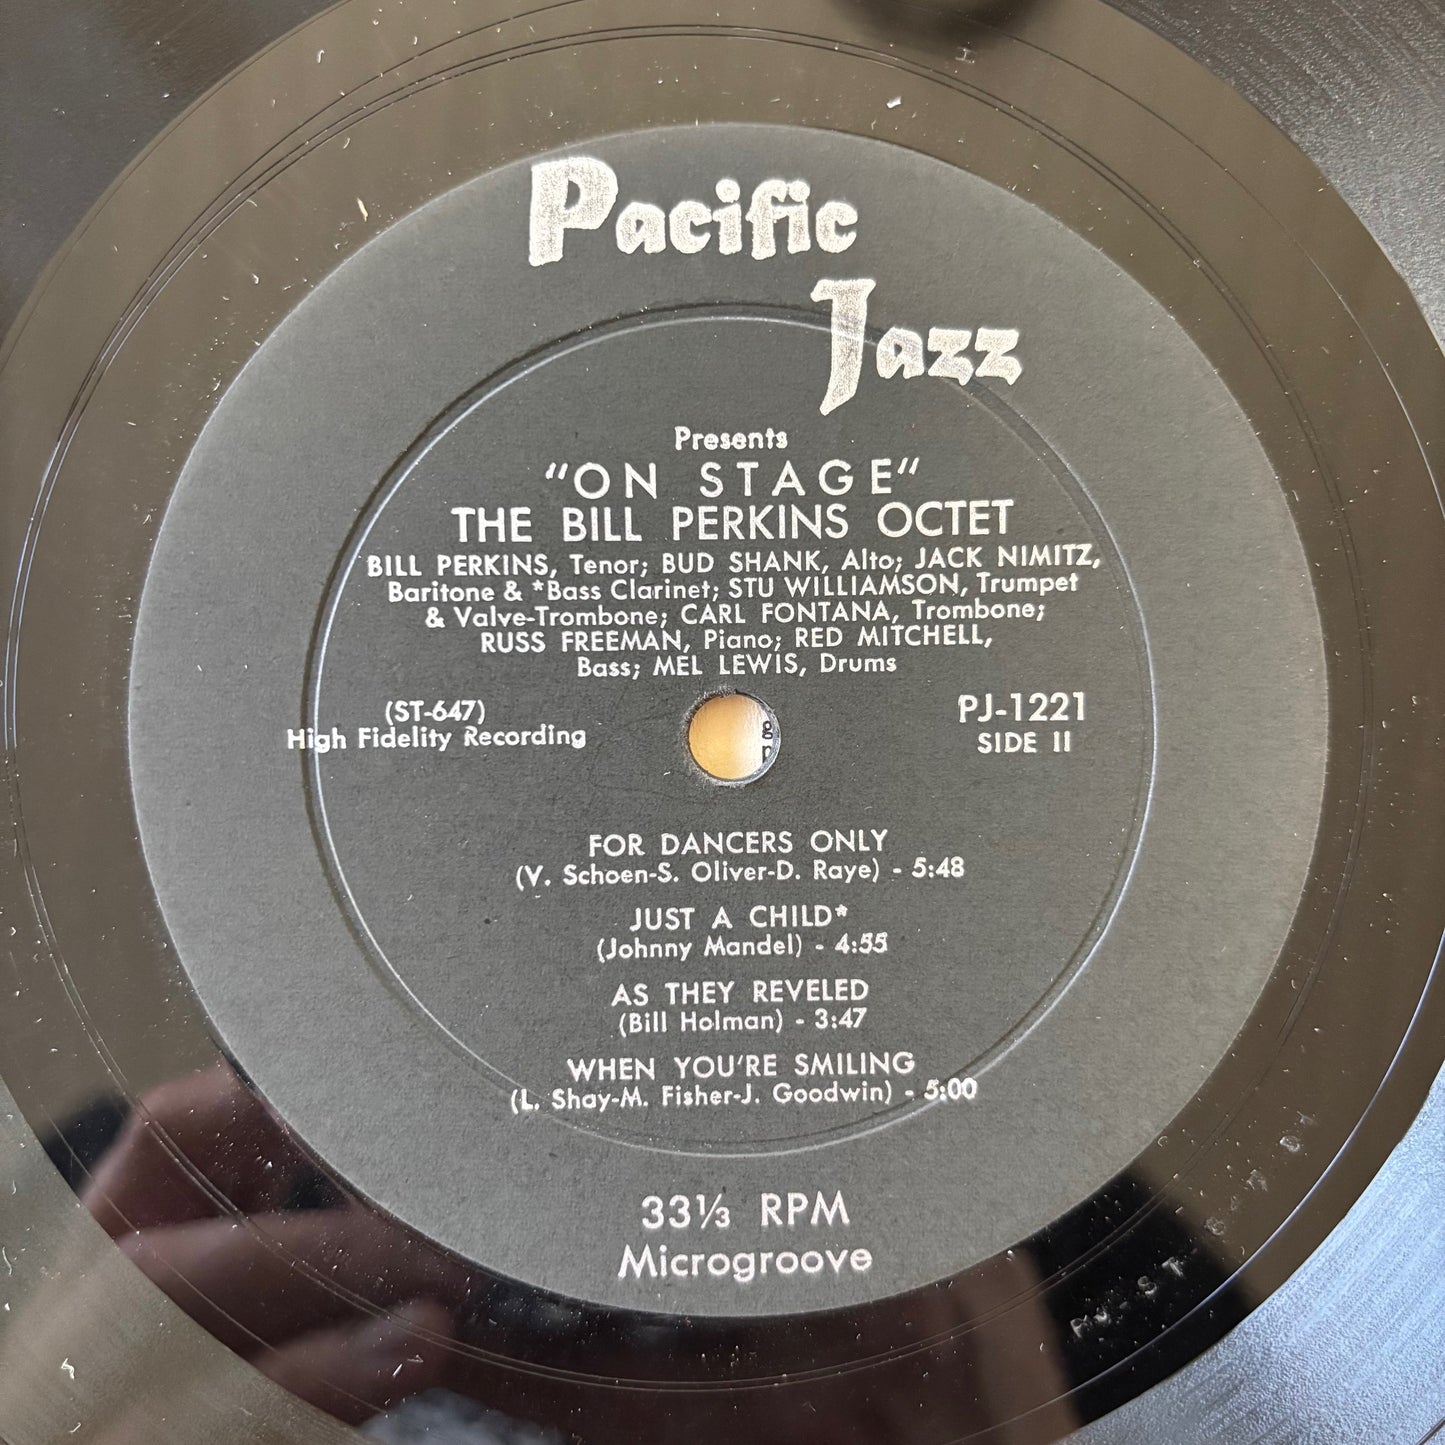 Pacific
Jazz
Presents
"ON STAGE"
THE BILL PERKINS OCTET
BILL PERKINS, Tenor; BUD SHANK, Alto; JACK NIMITZ,
Baritone & *Bass Clarinet; STU WILLIAMSON, Trumpet
& Valve-Trombone; CARL FONTANA, Trombone;
RUSS FREEMAN, Piano; RED MITCHELL,
Bass; MEL LEWIS, Drums
(ST-647)
High Fidelity Recording
PJ-1221
SIDE II
FOR DANCERS ONLY
(V. Schoen-S. Oliver-D. Raye) - 5:48
JUST A CHILD*
(Johnny Mandel) - 4:55
AS THEY REVELED
(Bill Holman) - 3:47
WHEN YOU'RE SMILING
(L. Shay-M. Fisher-J. Goodwin) - 5:00
33⅓ RPM
Microgroove